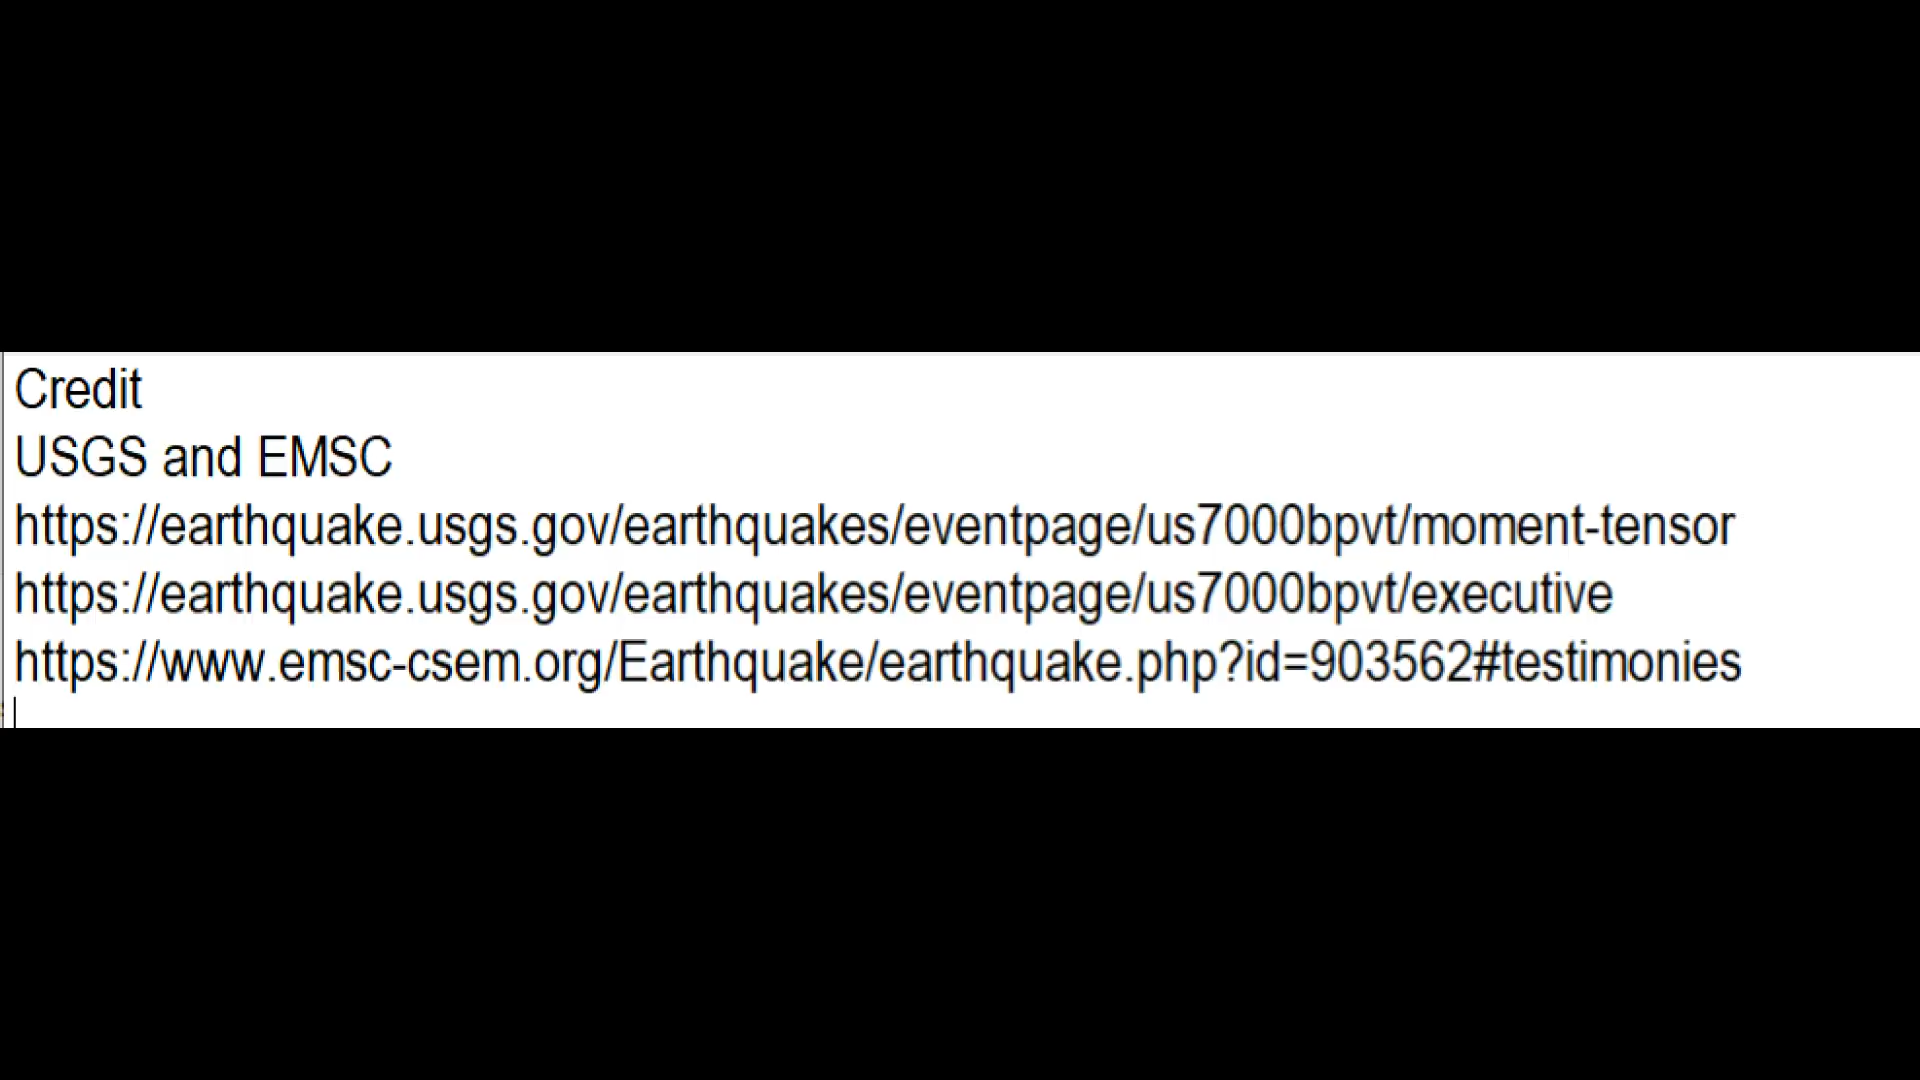 Credit
USGS and EMSC
https://earthquake.usgs.gov/earthquakes/eventpage/us7000bpvt/moment-tensor
https://earthquake.usgs.gov/earthquakes/eventpage/us7000bpvt/executive
https://www.emsc-csem.org/Earthquake/earthquake.php?id=903562#testimonies